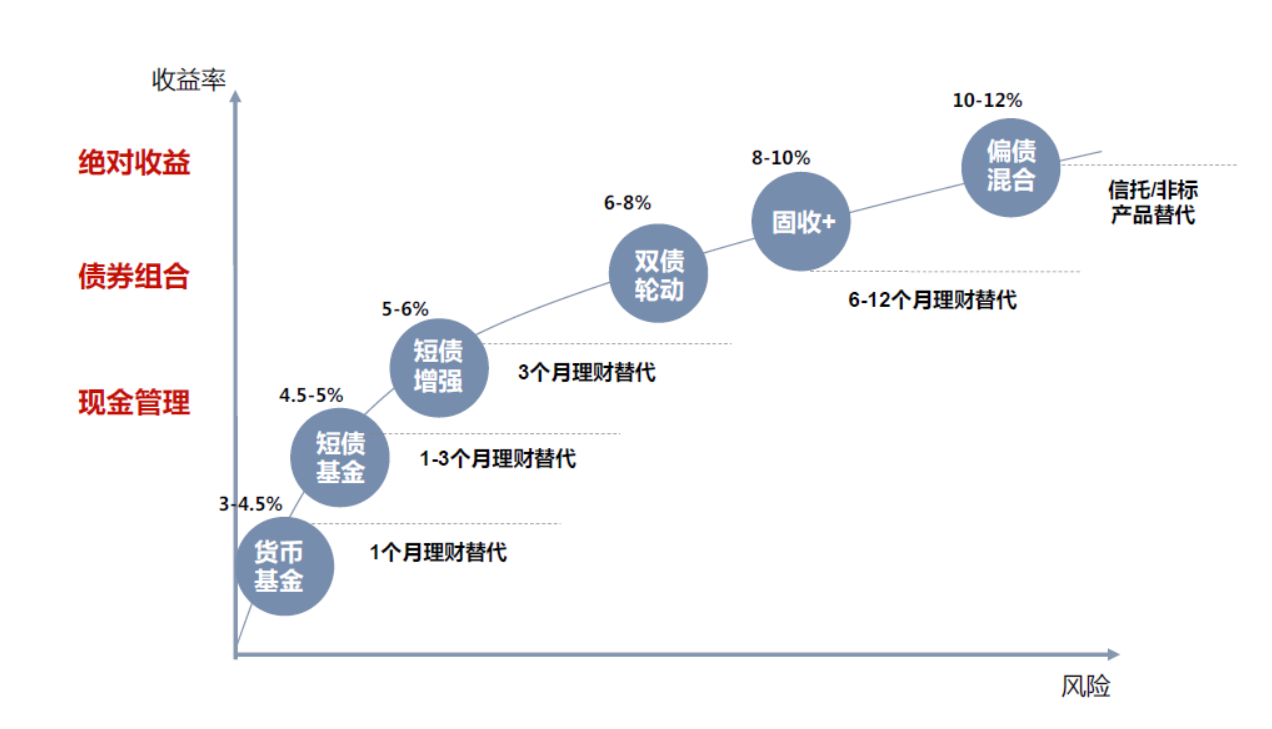 收益率
10-12%
绝对收益
偏债
混合
8-10%
信托/非标
产品替代
6-8%
固收+
债券组合
双债
轮动
6-12个月理财替代
5-6%
短债
增强
3个月理财替代
现金管理
4.5-5%
短债
基金
1-3个月理财替代
3-4.5%
货币
基金
1个月理财替代
风险